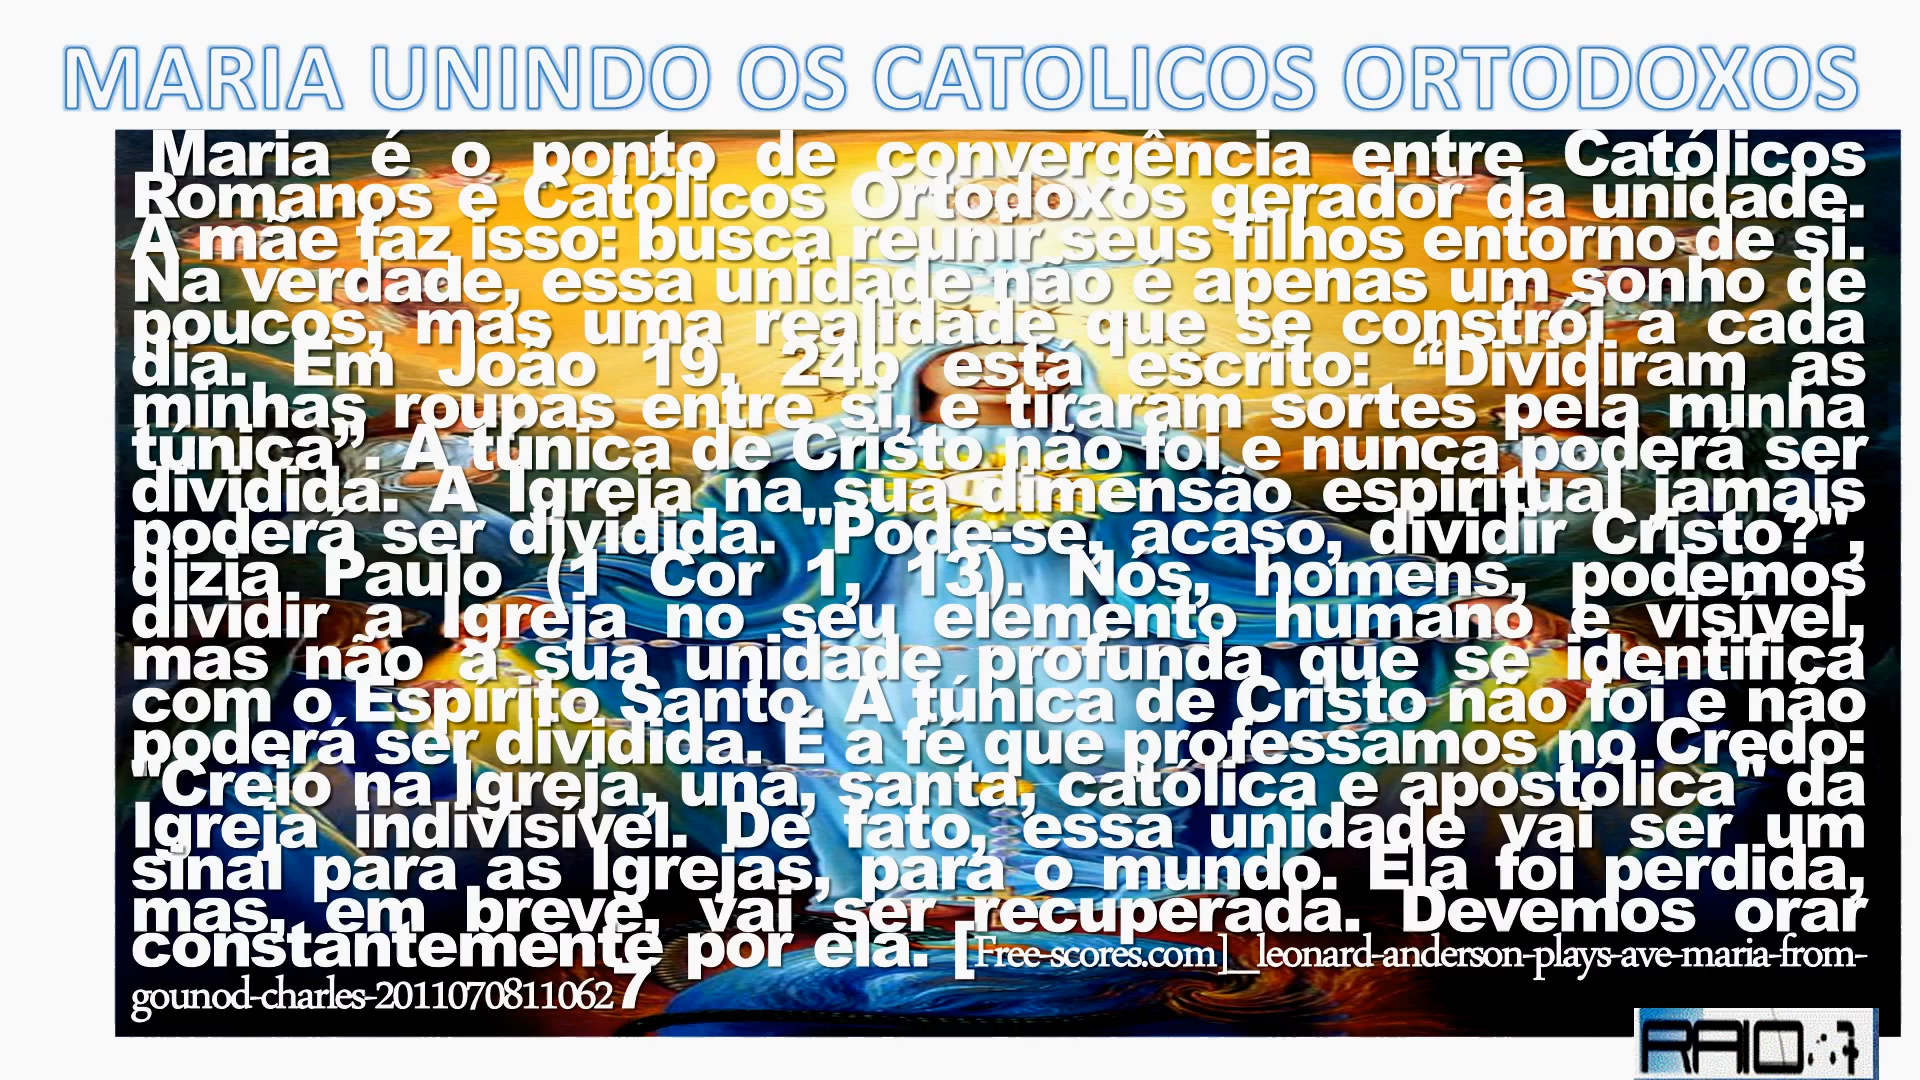 MARIA UNINDO OS CATOLICOS ORTODOXOS
Maria é o ponto de convergência entre Católicos
Romanos e Católicos Ortodoxos gerador da unidade.
A mãe faz isso: busca reunir seus filhos entorno de si.
Na verdade, essa unidade não é apenas um sonho de
poucos, mas uma realidade que se constrói a cada
dia. Em João 19, 24b está escrito: “Dividiram as
minhas roupas entre si, e tiraram sortes pela minha
túnica”. A túnica de Cristo não foi e nunca poderá ser
dividida. A Igreja na sua dimensão espiritual jamais
poderá ser dividida. "Pode-se, acaso, dividir Cristo?",
dizia Paulo (1 Cor 1, 13). Nós, homens, podemos
dividir a Igreja no seu elemento humano e visível,
mas não a sua unidade profunda que se identifica
com o Espírito Santo. A túnica de Cristo não foi e não
poderá ser dividida. É a fé que professamos no Credo:
"Creio na Igreja, una, santa, católica e apostólica" da
Igreja indivisível. De fato, essa unidade vai ser um
sinal para as Igrejas, para o mundo. Ela foi perdida,
mas, em breve, vai ser recuperada. Devemos orar
constantemente por ela. [Free-scores.com]_leonard-anderson-plays-ave-maria-from-
gounod-charles-20110708110627
RAIO